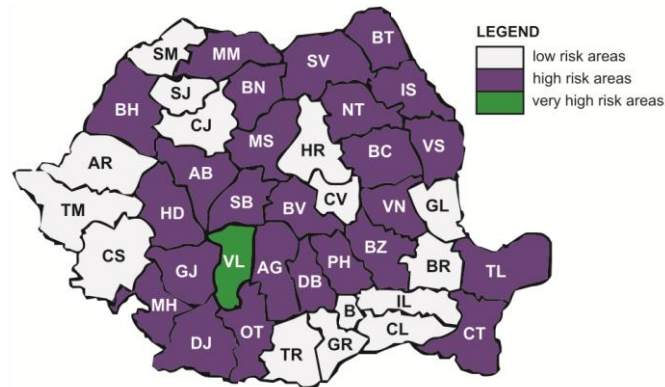 LEGEND
low risk areas
high risk areas
very high risk areas
BT
SM
MM
SV
BN
IS
SJ
BH
NT
CJ
MS
HR
BC
VS
AR
AB
SB
CV
TM
HD
BV
VN
GL
CS
GJ
VL
AG
PH
BZ
BR
TL
DB
MH
IL
B
OT
CL
CT
DJ
TR
GR